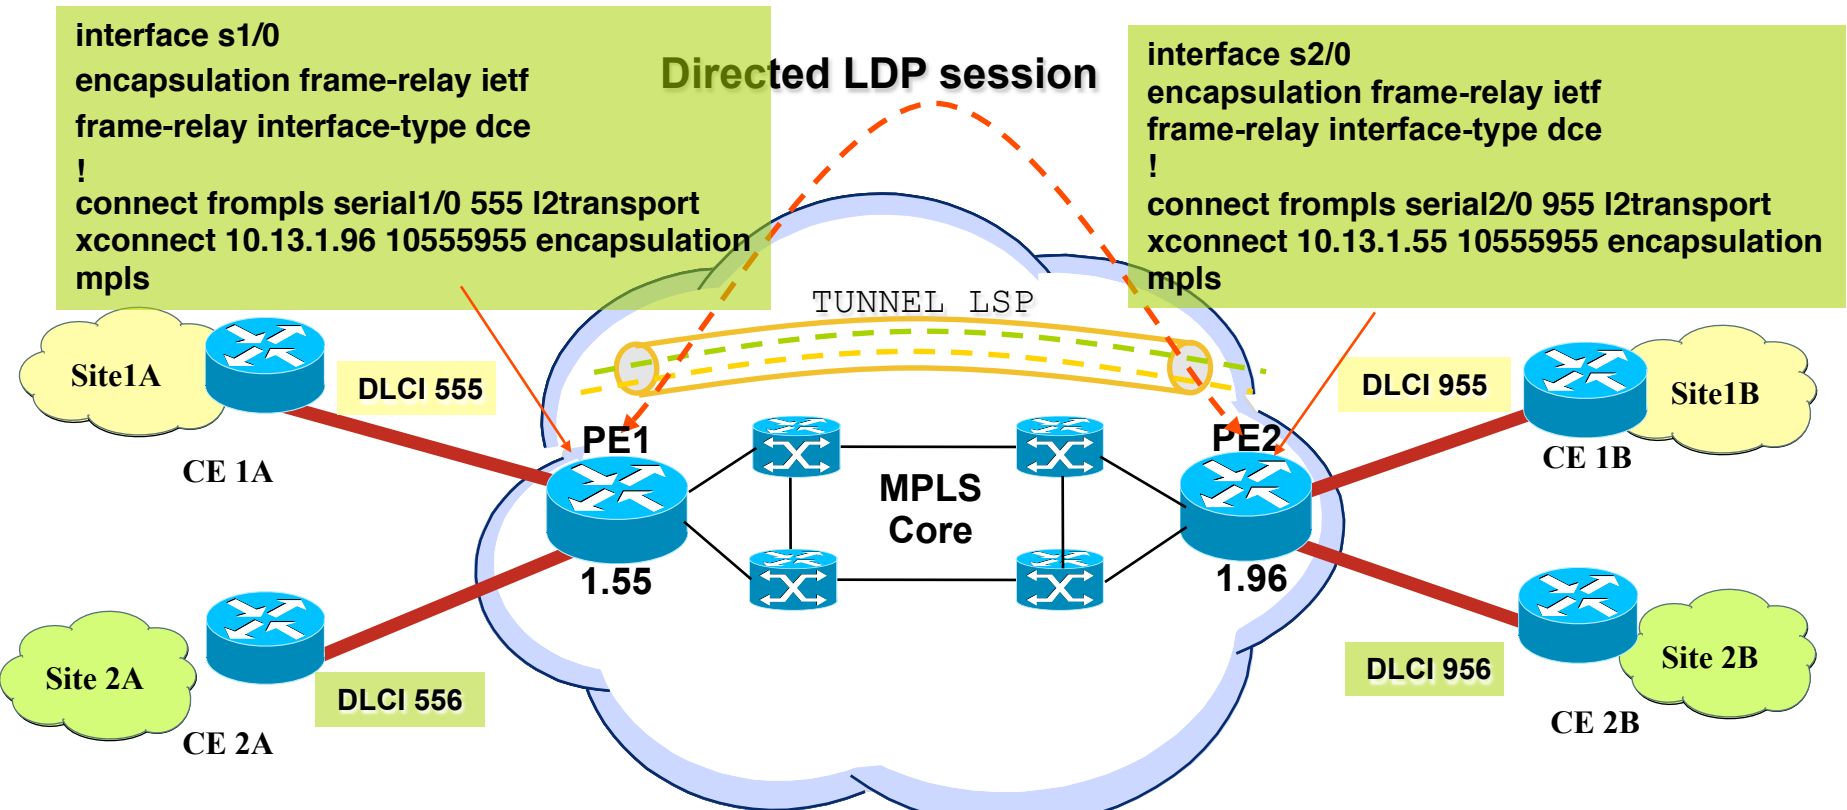 interface s1/0
encapsulation frame-relay ietf
frame-relay interface-type dce
!
connect frompls serial1/0 555 l2transport
xconnect 10.13.1.96 10555955 encapsulation
mpls
Directed LDP session
interface s2/0
encapsulation frame-relay ietf
frame-relay interface-type dce
!
connect frompls serial2/0 955 l2transport
xconnect 10.13.1.55 10555955 encapsulation
mpls
TUNNEL LSP
Site1A
DLCI 555
DLCI 955
Site1B
CE 1A
PE1
PE2
CE 1B
MPLS
Core
1.55
1.96
Site 2A
DLCI 556
DLCI 956
Site 2B
CE 2A
CE 2B